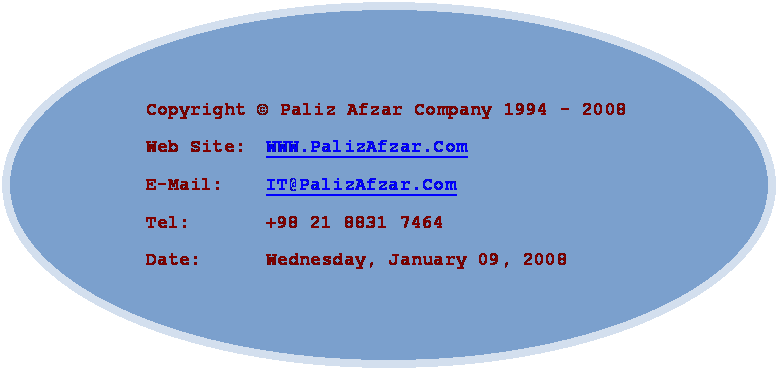 Copyright © Paliz Afzar Company 1994 - 2008
Web Site: WWW.PalizAfzar.Com
E-Mail: IT@PalizAfzar.Com
Tel: +98 21 8831 7464
Date: Wednesday, January 09, 2008